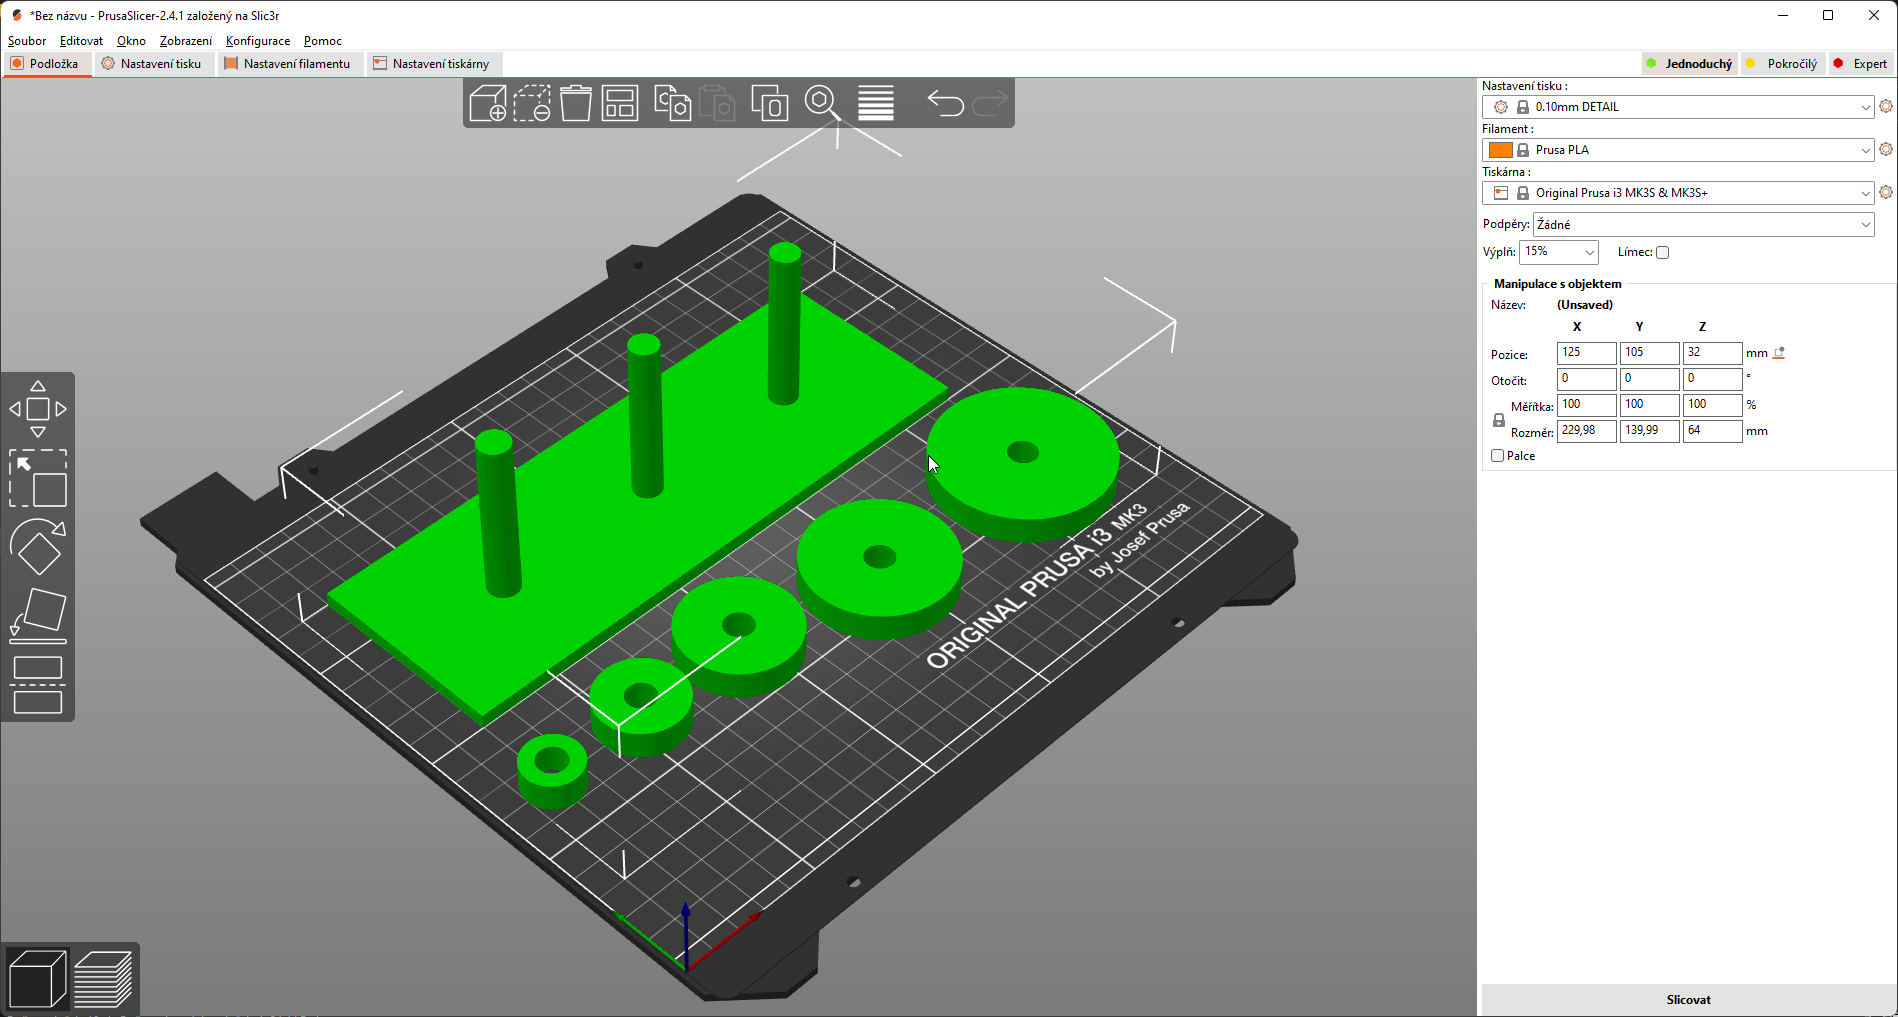 *Bez názvu - PrusaSlicer-2.4.1 založený na Slic3r
Soubor Editovat Okno Zobrazení Konfigurace Pomoc
Podložka Nastavení tisku Nastavení filamentu Nastavení tiskárny Jednoduchý Pokročilý Expert
Nastavení tisku :
0.10mm DETAIL
Filament :
Prusa PLA
Tiskárna :
Original Prusa i3 MK3S & MK3S+
Podpěry: Žádné
Výplň: 15% Límec:
Manipulace s objektem
Název: (Unsaved)
X Y Z
Pozice: 125 105 32 mm
Otočit: 0 0 0 °
Měřítka: 100 100 100 %
Rozměr: 229,98 139,99 64 mm
Palce
ORIGINAL PRUSA i3 MK3
by Josef Prusa
Slicovat